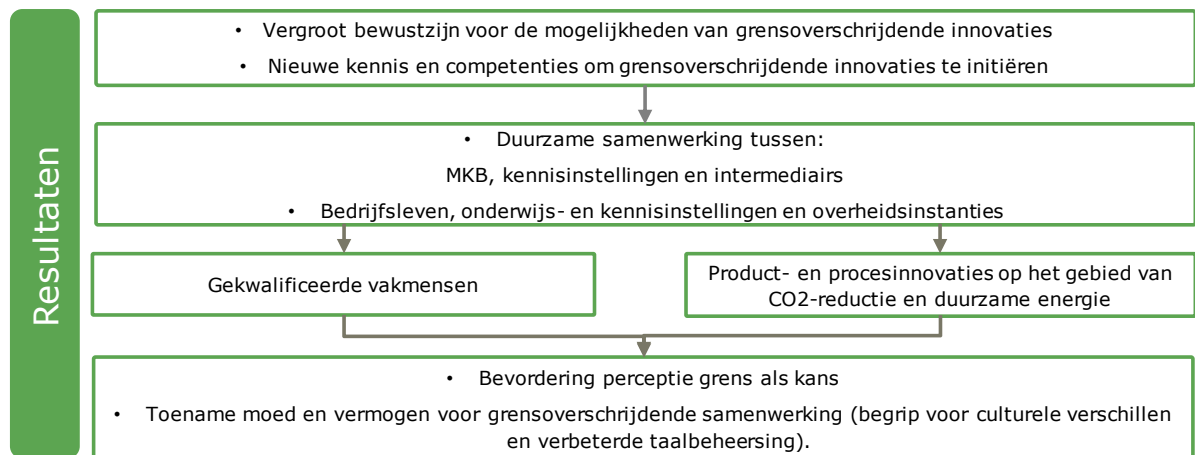 Resultaten
• Vergroot bewustzijn voor de mogelijkheden van grensoverschrijdende innovaties
• Nieuwe kennis en competenties om grensoverschrijdende innovaties te initiëren
• Duurzame samenwerking tussen:
MKB, kennisinstellingen en intermediairs
• Bedrijfsleven, onderwijs- en kennisinstellingen en overheidsinstanties
Gekwalificeerde vakmensen
Product- en procesinnovaties op het gebied van
CO2-reductie en duurzame energie
• Bevordering perceptie grens als kans
• Toename moed en vermogen voor grensoverschrijdende samenwerking (begrip voor culturele verschillen
en verbeterde taalbeheersing).